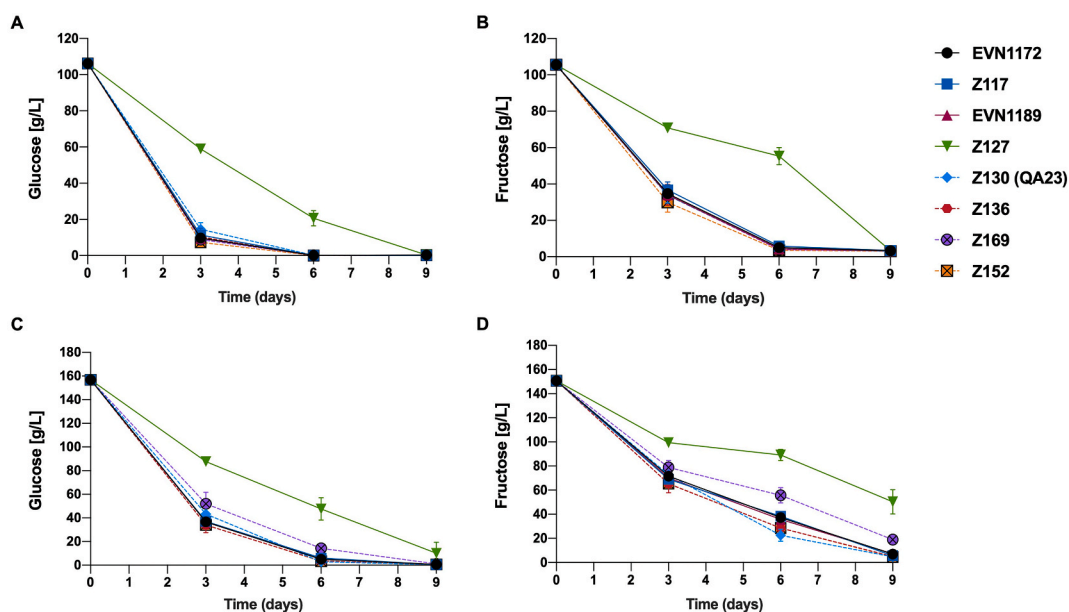 A
Glucose [g/L]
120
100
80
60
40
20
0
0 1 2 3 4 5 6 7 8 9
Time (days)
B
Fructose [g/L]
120
100
80
60
40
20
0
0 1 2 3 4 5 6 7 8 9
Time (days)
EVN1172
Z117
EVN1189
Z127
Z130 (QA23)
Z136
Z169
Z152
C
Glucose [g/L]
180
160
140
120
100
80
60
40
20
0
0 1 2 3 4 5 6 7 8 9
Time (days)
D
Fructose [g/L]
180
160
140
120
100
80
60
40
20
0
0 1 2 3 4 5 6 7 8 9
Time (days)